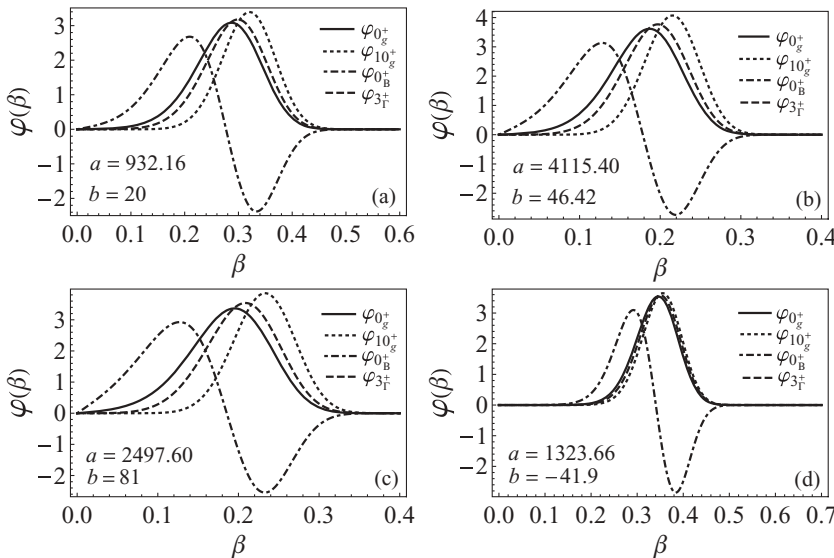 3
2
1
0
−1
−2
φ(β)
φ0g+
φ10g+
φ0B+
φ3Γ+
a = 932.16
b = 20
(a)
0.0 0.1 0.2 0.3 0.4 0.5 0.6
β
4
3
2
1
0
−1
−2
φ(β)
φ0g+
φ10g+
φ0B+
φ3Γ+
a = 4115.40
b = 46.42
(b)
0.0 0.1 0.2 0.3 0.4
β
3
2
1
0
−1
−2
φ(β)
φ0g+
φ10g+
φ0B+
φ3Γ+
a = 2497.60
b = 81
(c)
0.0 0.1 0.2 0.3 0.4
β
3
2
1
0
−1
−2
φ(β)
φ0g+
φ10g+
φ0B+
φ3Γ+
a = 1323.66
b = −41.9
(d)
0.0 0.1 0.2 0.3 0.4 0.5 0.6 0.7
β